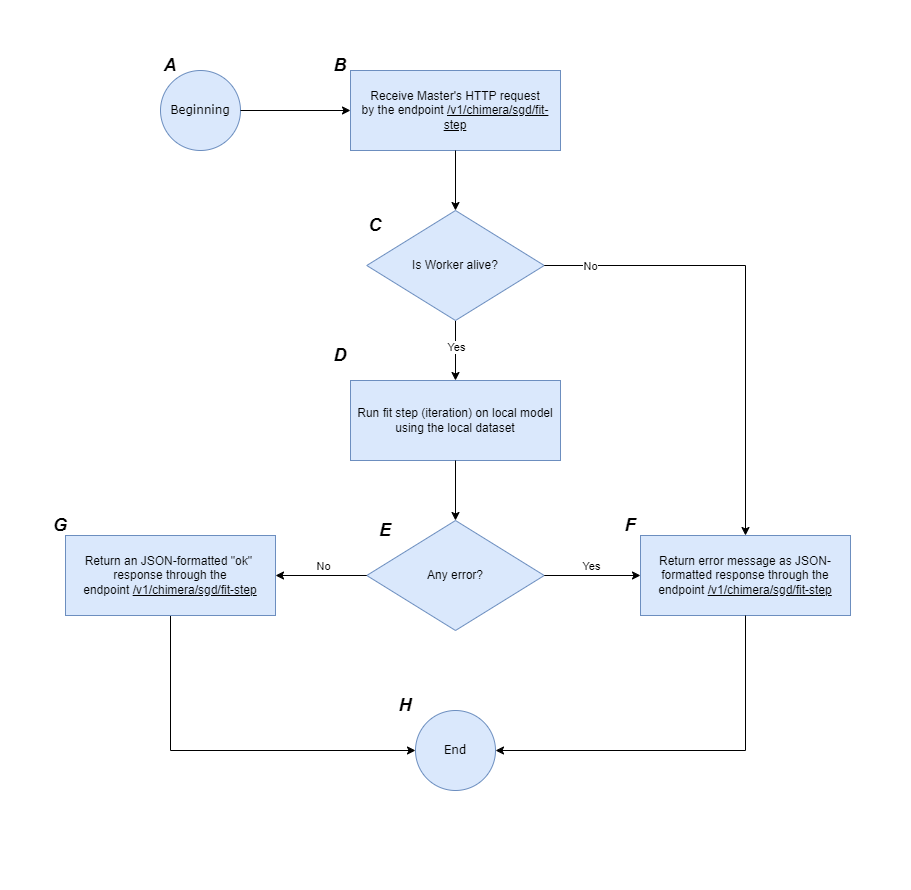 A
Beginning
B
Receive Master's HTTP request
by the endpoint /v1/chimera/sgd/fit-
step
C
Is Worker alive?
No
Yes
D
Run fit step (iteration) on local model
using the local dataset
E
Any error?
No
Yes
G
Return an JSON-formatted "ok"
response through the
endpoint /v1/chimera/sgd/fit-step
F
Return error message as JSON-
formatted response through the
endpoint /v1/chimera/sgd/fit-step
H
End